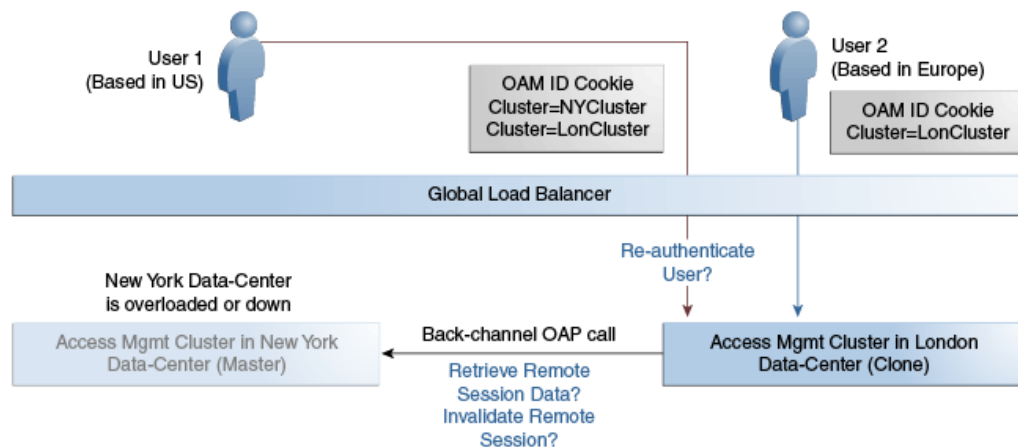 User 1
(Based in US)
OAM ID Cookie
Cluster=NYCluster
Cluster=LonCluster
User 2
(Based in Europe)
OAM ID Cookie
Cluster=LonCluster
Global Load Balancer
Re-authenticate
User?
New York Data-Center
is overloaded or down
Access Mgmt Cluster in New York
Data-Center (Master)
Back-channel OAP call
Retrieve Remote
Session Data?
Invalidate Remote
Session?
Access Mgmt Cluster in London
Data-Center (Clone)